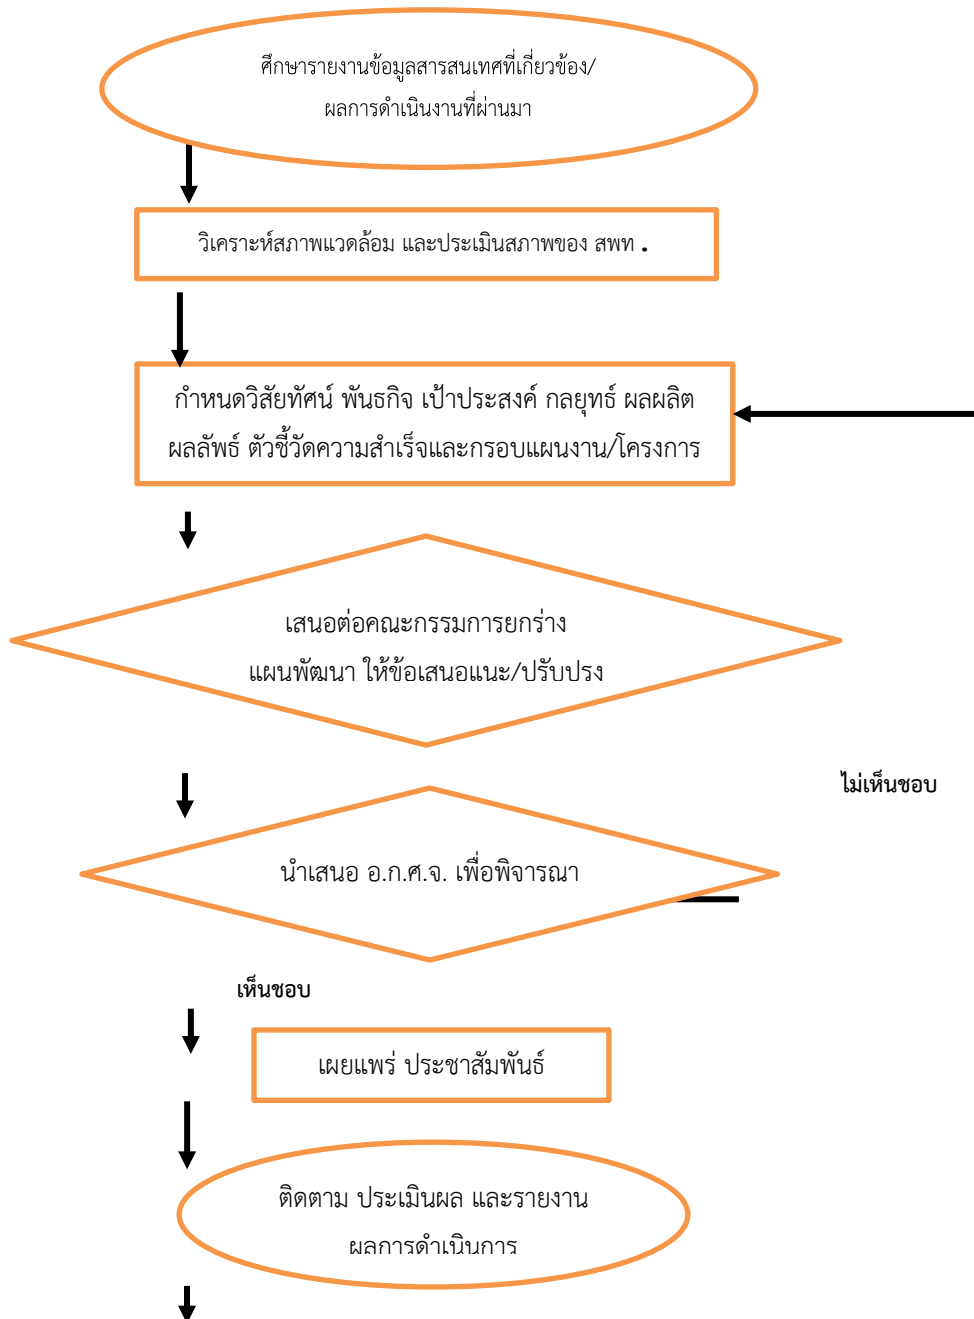 ศึกษารายงานข้อมูลสารสนเทศที่เกี่ยวข้อง/
ผลการดำเนินงานที่ผ่านมา
วิเคราะห์สภาพแวดล้อม และประเมินสภาพของ สพท .
กำหนดวิสัยทัศน์ พันธกิจ เป้าประสงค์ กลยุทธ์ ผลผลิต
ผลลัพธ์ ตัวชี้วัดความสำเร็จและกรอบแผนงาน/โครงการ
เสนอต่อคณะกรรมการยกร่าง
แผนพัฒนา ให้ข้อเสนอแนะ/ปรับปรง
ไม่เห็นชอบ
นำเสนอ อ.ก.ศ.จ. เพื่อพิจารณา
เห็นชอบ
เผยแพร่ ประชาสัมพันธ์
ติดตาม ประเมินผล และรายงาน
ผลการดำเนินการ